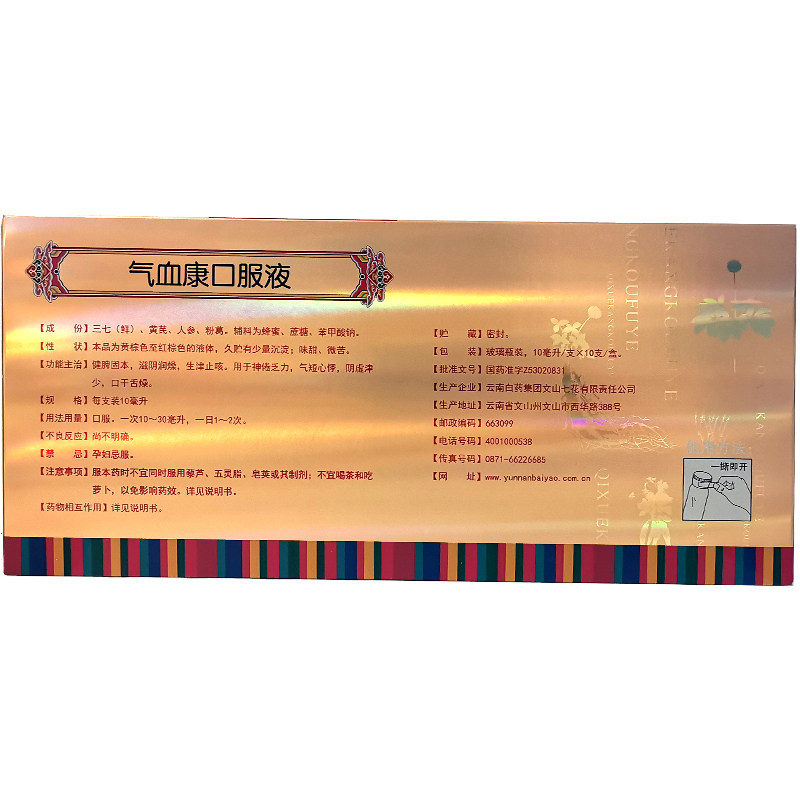 气血康口服液
【成　份】三七（鲜）、黄芪、人参、粉葛。辅料为蜂蜜、蔗糖、苯甲酸钠。
【性　状】本品为黄棕色至红棕色的液体，久贮有少量沉淀；味甜、微苦。
【功能主治】健脾固本，滋阴润燥，生津止咳。用于神倦乏力，气短心悸，阴虚津
少，口干舌燥。
【规　格】每支装10毫升
【用法用量】口服。一次10～30毫升，一日1～2次。
【不良反应】尚不明确。
【禁　忌】孕妇忌服。
【注意事项】服本药时不宜同时服用藜芦、五灵脂、皂荚或其制剂；不宜喝茶和吃
萝卜，以免影响药效。详见说明书。
【药物相互作用】详见说明书。
【贮　藏】密封。
【包　装】玻璃瓶装，10毫升/支×10支/盒。
【批准文号】国药准字Z53020831
【生产企业】云南白药集团文山七花有限责任公司
【生产地址】云南省文山州文山市西华路388号
【邮政编码】663099
【电话号码】4001000538
【传真号码】0871-66226685
【网　址】www.yunnanbaiyao.com.cn
一撕即开
NGKOUFUYE
QIXUEK